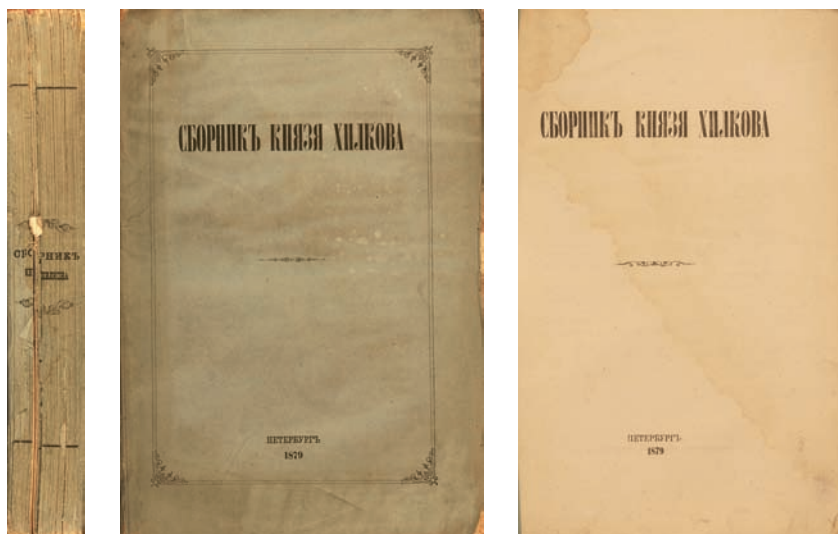 СБОРНИКЪ
СБОРНИКЪ КНЯЗЯ ХИЛКОВА
ПЕТЕРБУРГЪ
1879
СБОРНИКЪ КНЯЗЯ ХИЛКОВА
ПЕТЕРБУРГЪ
1879